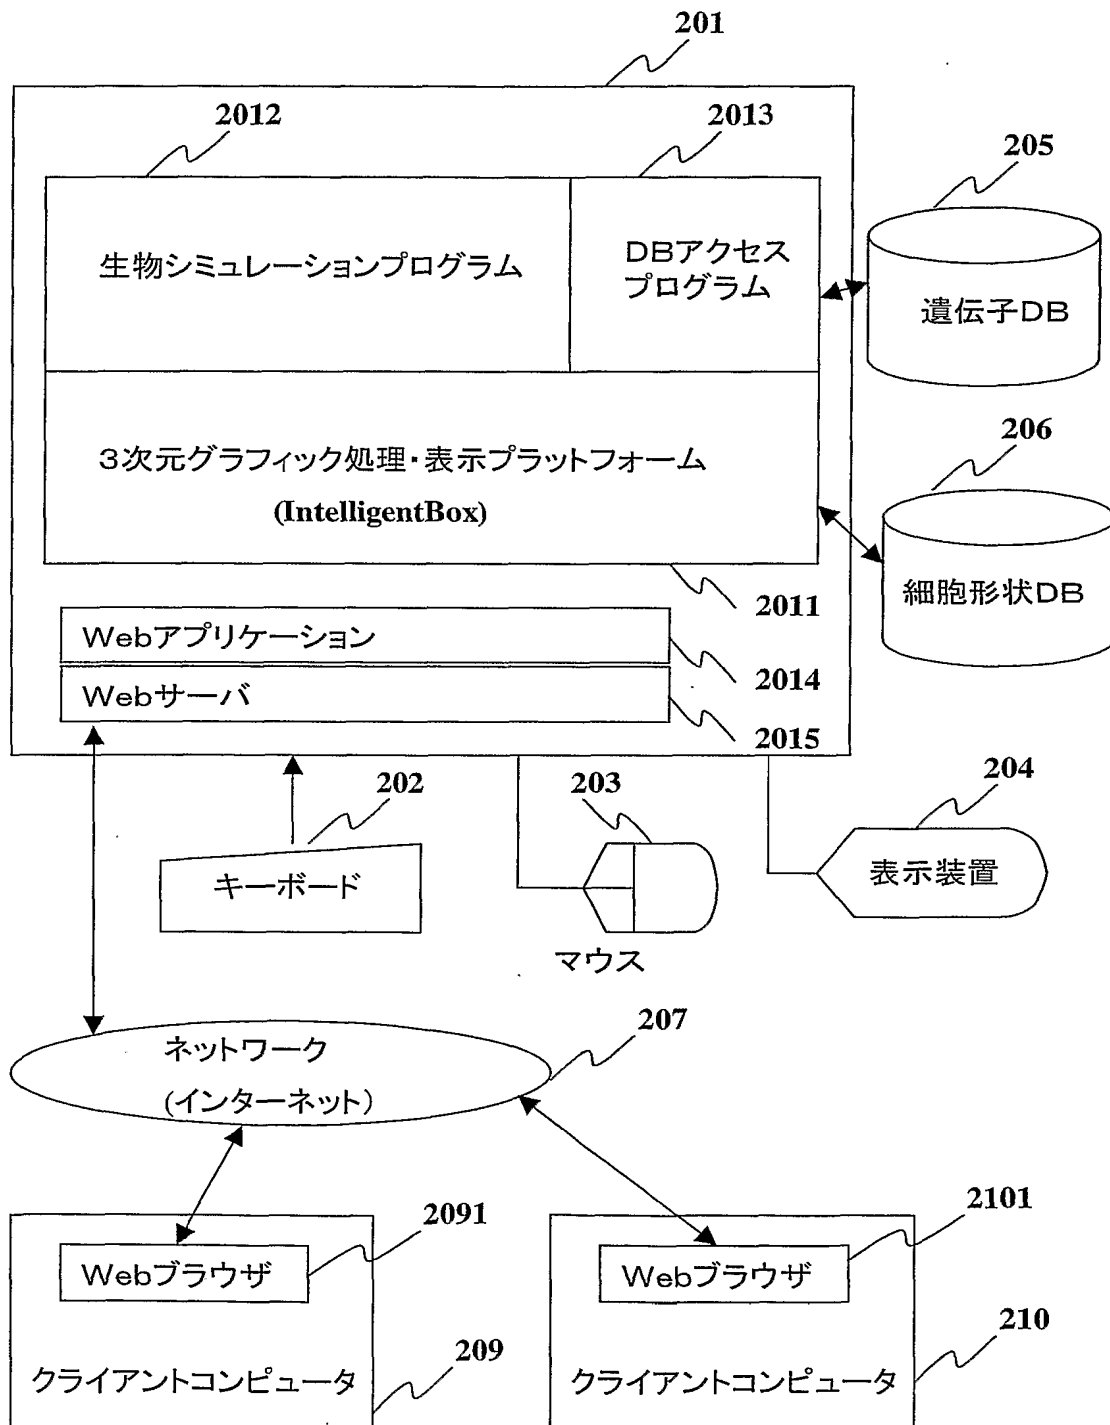 201
2012
2013
205
生物シミュレーションプログラム
DBアクセス
プログラム
遺伝子DB
206
3次元グラフィック処理・表示プラットフォーム
(IntelligentBox)
細胞形状DB
2011
Webアプリケーション
2014
Webサーバ
2015
202
203
204
キーボード
表示装置
マウス
207
ネットワーク
(インターネット)
2091
2101
Webブラウザ
Webブラウザ
209
210
クライアントコンピュータ
クライアントコンピュータ